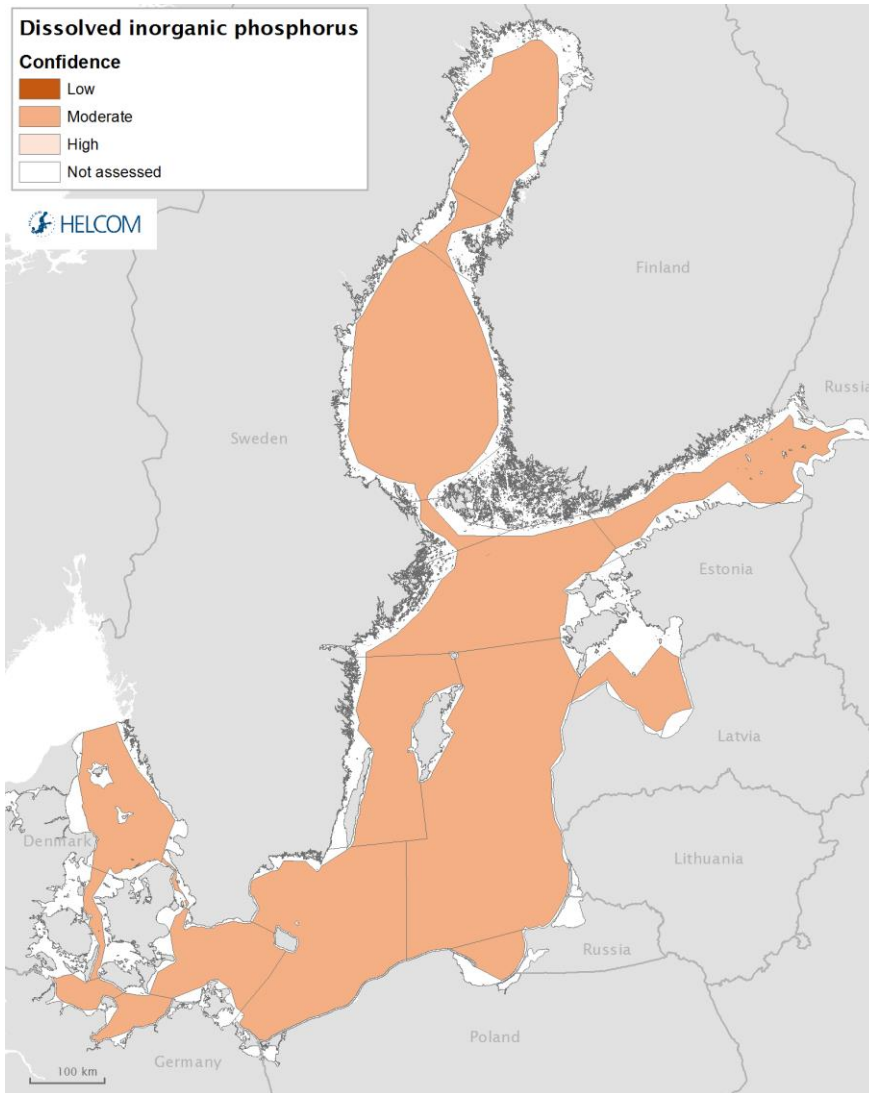 Dissolved inorganic phosphorus
Confidence
Low
Moderate
High
Not assessed
HELCOM
Finland
Russia
Sweden
Estonia
Latvia
Denmark
Lithuania
Russia
Poland
Germany
100 km